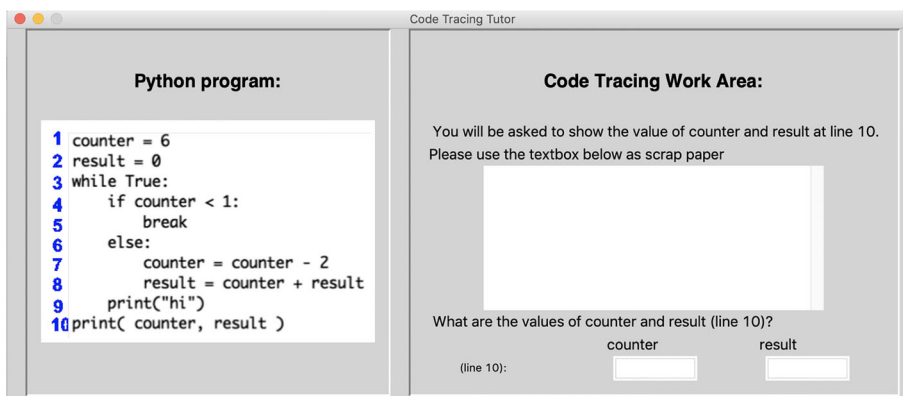 Code Tracing Tutor
Python program:
1 counter = 6
2 result = 0
3 while True:
4     if counter < 1:
5         break
6     else:
7         counter = counter - 2
8         result = counter + result
9     print("hi")
10 print( counter, result )
Code Tracing Work Area:
You will be asked to show the value of counter and result at line 10.
Please use the textbox below as scrap paper
What are the values of counter and result (line 10)?
counter result
(line 10):